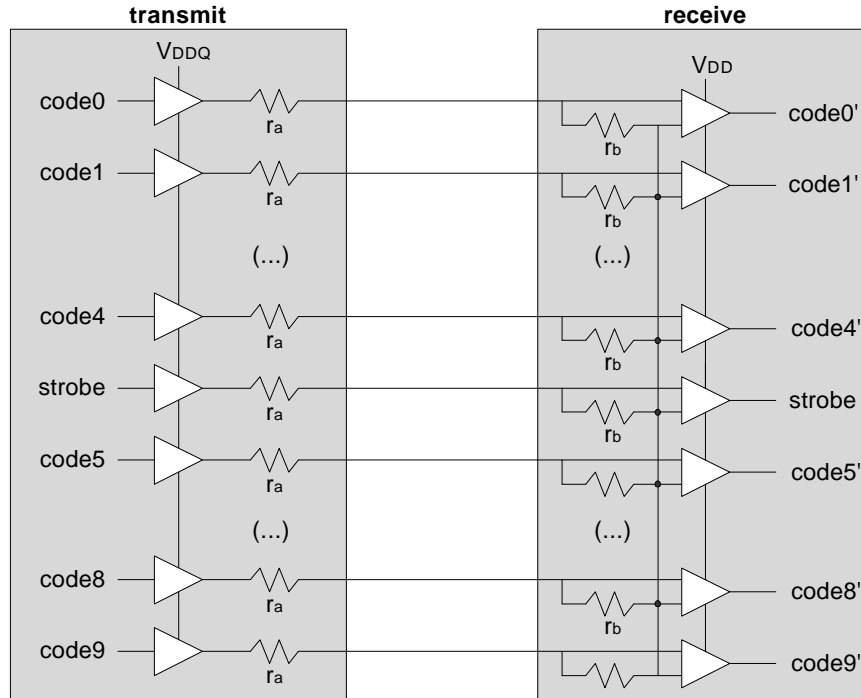 transmit
receive
VDDQ
VDD
code0
ra
rb
code0'
code1
ra
rb
code1'
(...)
(...)
code4
ra
rb
code4'
strobe
ra
rb
strobe
code5
ra
code5'
(...)
(...)
code8
ra
rb
code8'
code9
ra
code9'